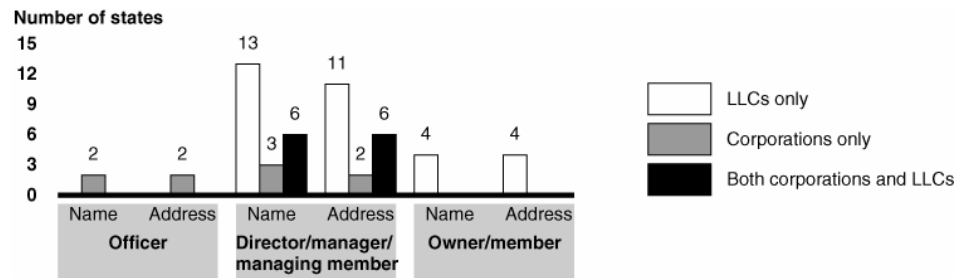 Number of states
15
12
9
6
3
0
2
2
13
3
6
11
2
6
4
4
Name Address Name Address Name Address
Officer
Director/manager/
managing member
Owner/member
LLCs only
Corporations only
Both corporations and LLCs